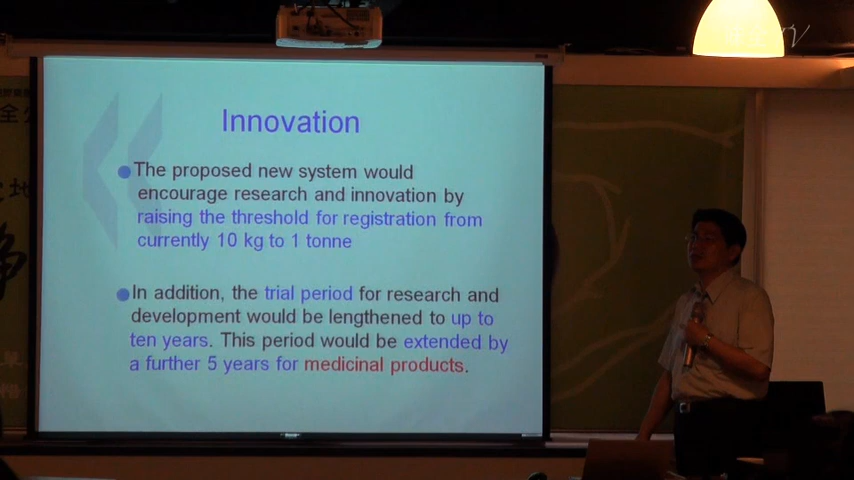 Innovation
The proposed new system would
encourage research and innovation by
raising the threshold for registration from
currently 10 kg to 1 tonne
In addition, the trial period for research and
development would be lengthened to up to
ten years. This period would be extended by
a further 5 years for medicinal products.